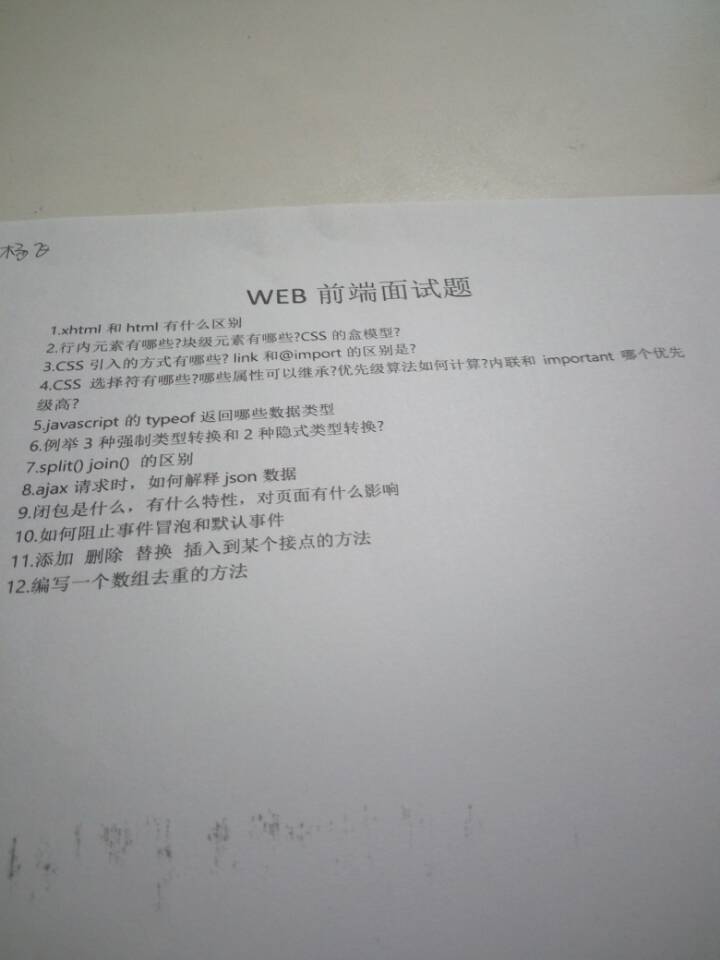 杨飞
WEB 前端面试题
1.xhtml 和 html 有什么区别
2.行内元素有哪些?块级元素有哪些?CSS 的盒模型?
3.CSS 引入的方式有哪些? link 和@import 的区别是?
4.CSS 选择符有哪些?哪些属性可以继承?优先级算法如何计算?内联和 important 哪个优先
级高?
5.javascript 的 typeof 返回哪些数据类型
6.例举 3 种强制类型转换和 2 种隐式类型转换?
7.split() join() 的区别
8.ajax 请求时，如何解释 json 数据
9.闭包是什么，有什么特性，对页面有什么影响
10.如何阻止事件冒泡和默认事件
11.添加 删除 替换 插入到某个接点的方法
12.编写一个数组去重的方法